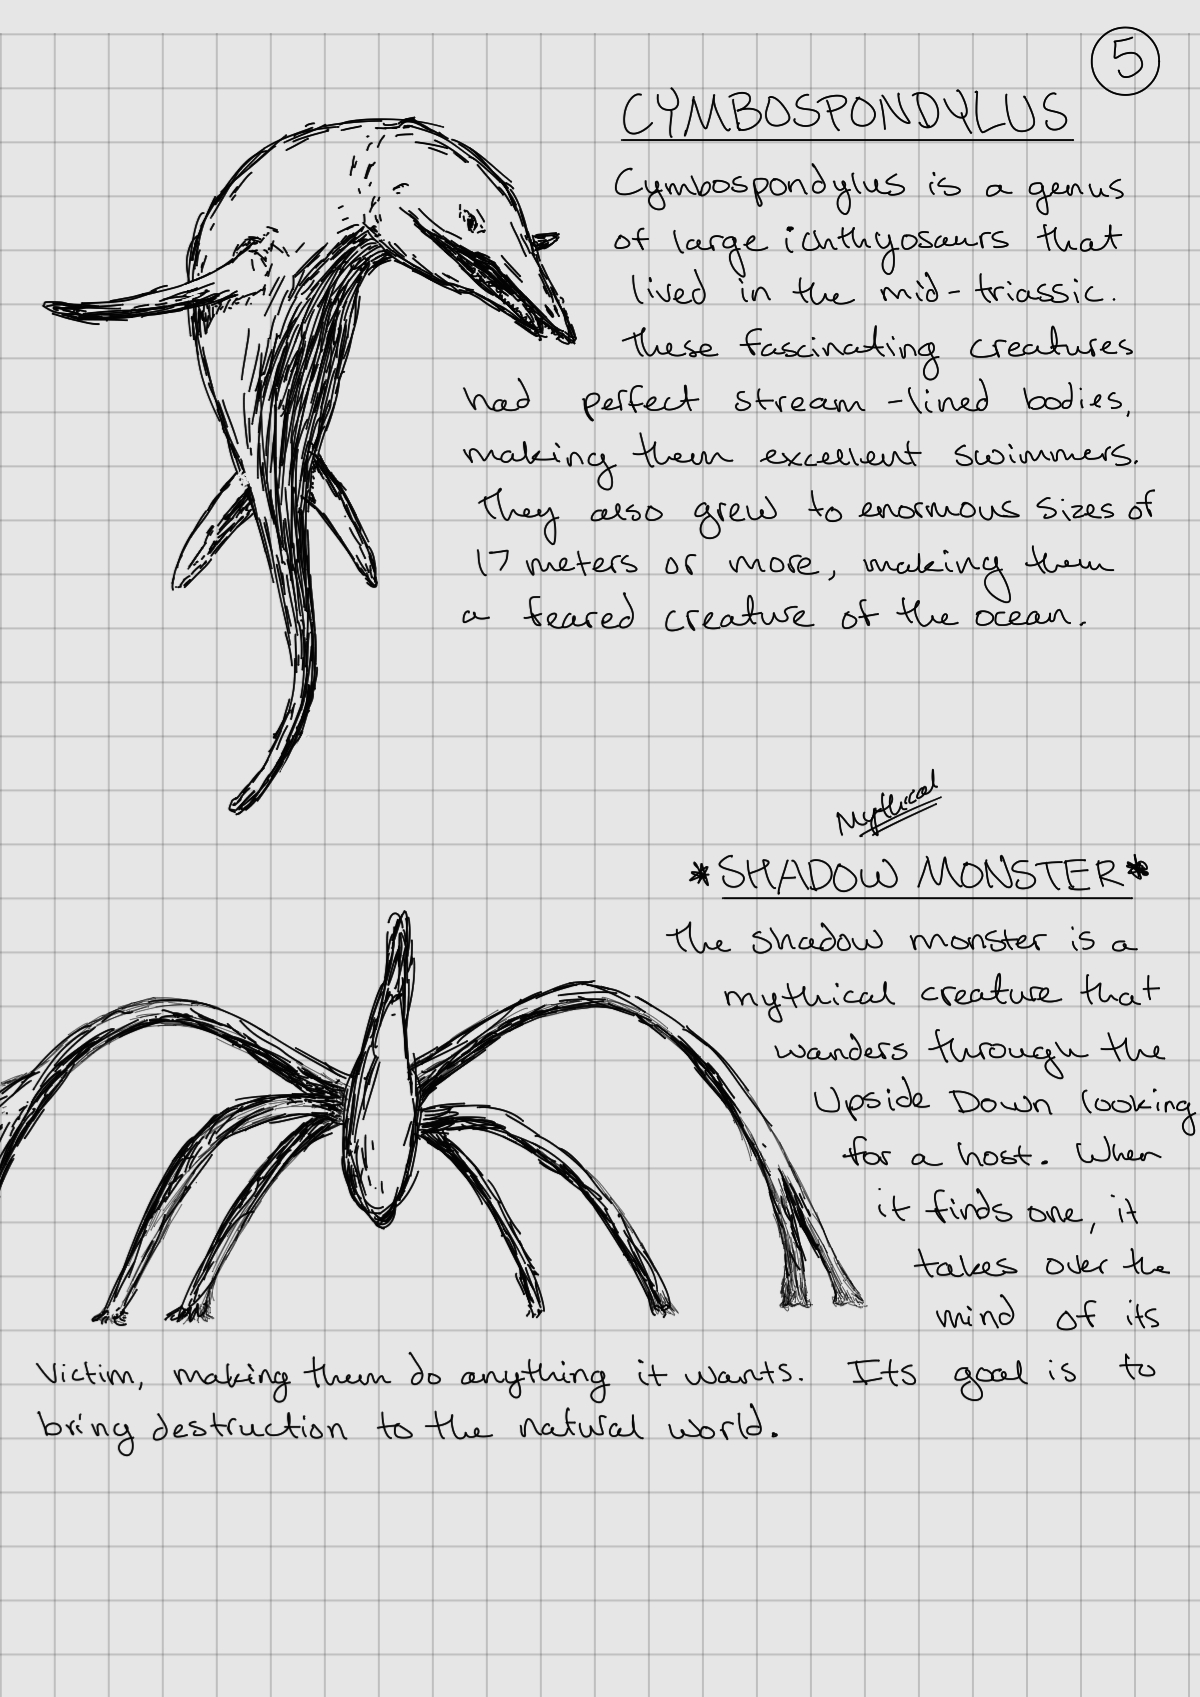 5
CYMBOSPONDYLUS
Cymbospondylus is a genus
of large ichthyosaurs that
lived in the mid-triassic.
These fascinating creatures
had perfect stream-lined bodies,
making them excellent swimmers.
They also grew to enormous sizes of
17 meters or more, making them
a feared creature of the ocean.
Mythical
*SHADOW MONSTER*
The shadow monster is a
mythical creature that
wanders through the
Upside Down looking
for a host. When
it finds one, it
takes over the
mind of its
victim, making them do anything it wants. Its goal is to
bring destruction to the natural world.